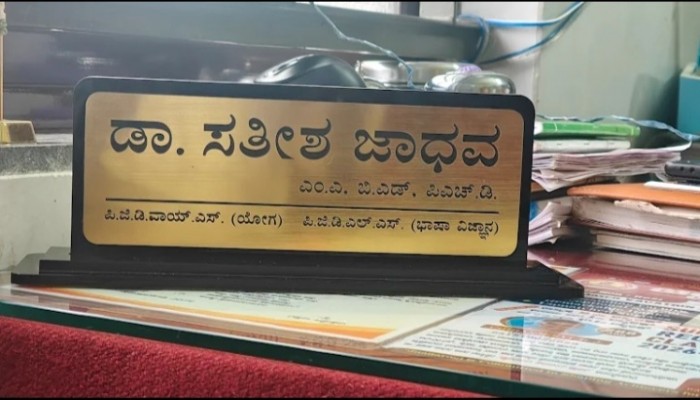 ಡಾ. ಸತೀಶ ಜಾಧವ
ಎಂ.ಎ. ಬಿ.ಎಡ್. ಪಿಎಚ್.ಡಿ.
ಪಿ.ಜಿ.ಡಿ.ವಾಯ್.ಎಸ್. (ಯೋಗ) ಪಿ.ಜಿ.ಡಿ.ಎಲ್.ಎಸ್. (ಭಾಷಾ ವಿಜ್ಞಾನ)